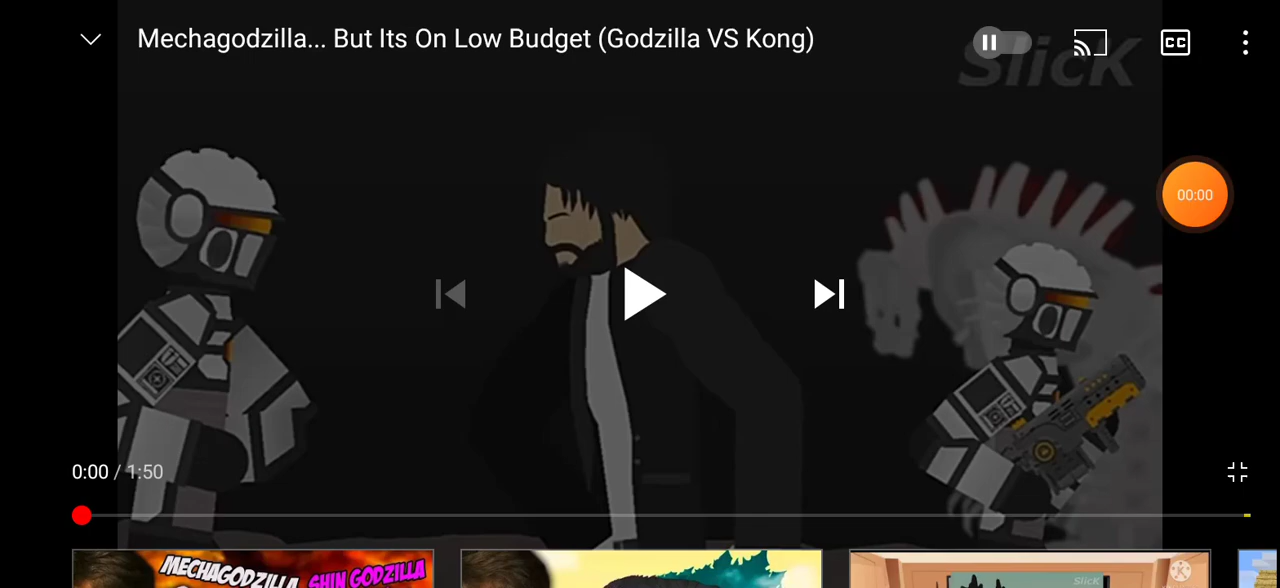 Mechagodzilla... But Its On Low Budget (Godzilla VS Kong)
CC
SlicK
00:00
0:00 / 1:50
MECHAGODZILLA SHIN GODZILLA
SlicK